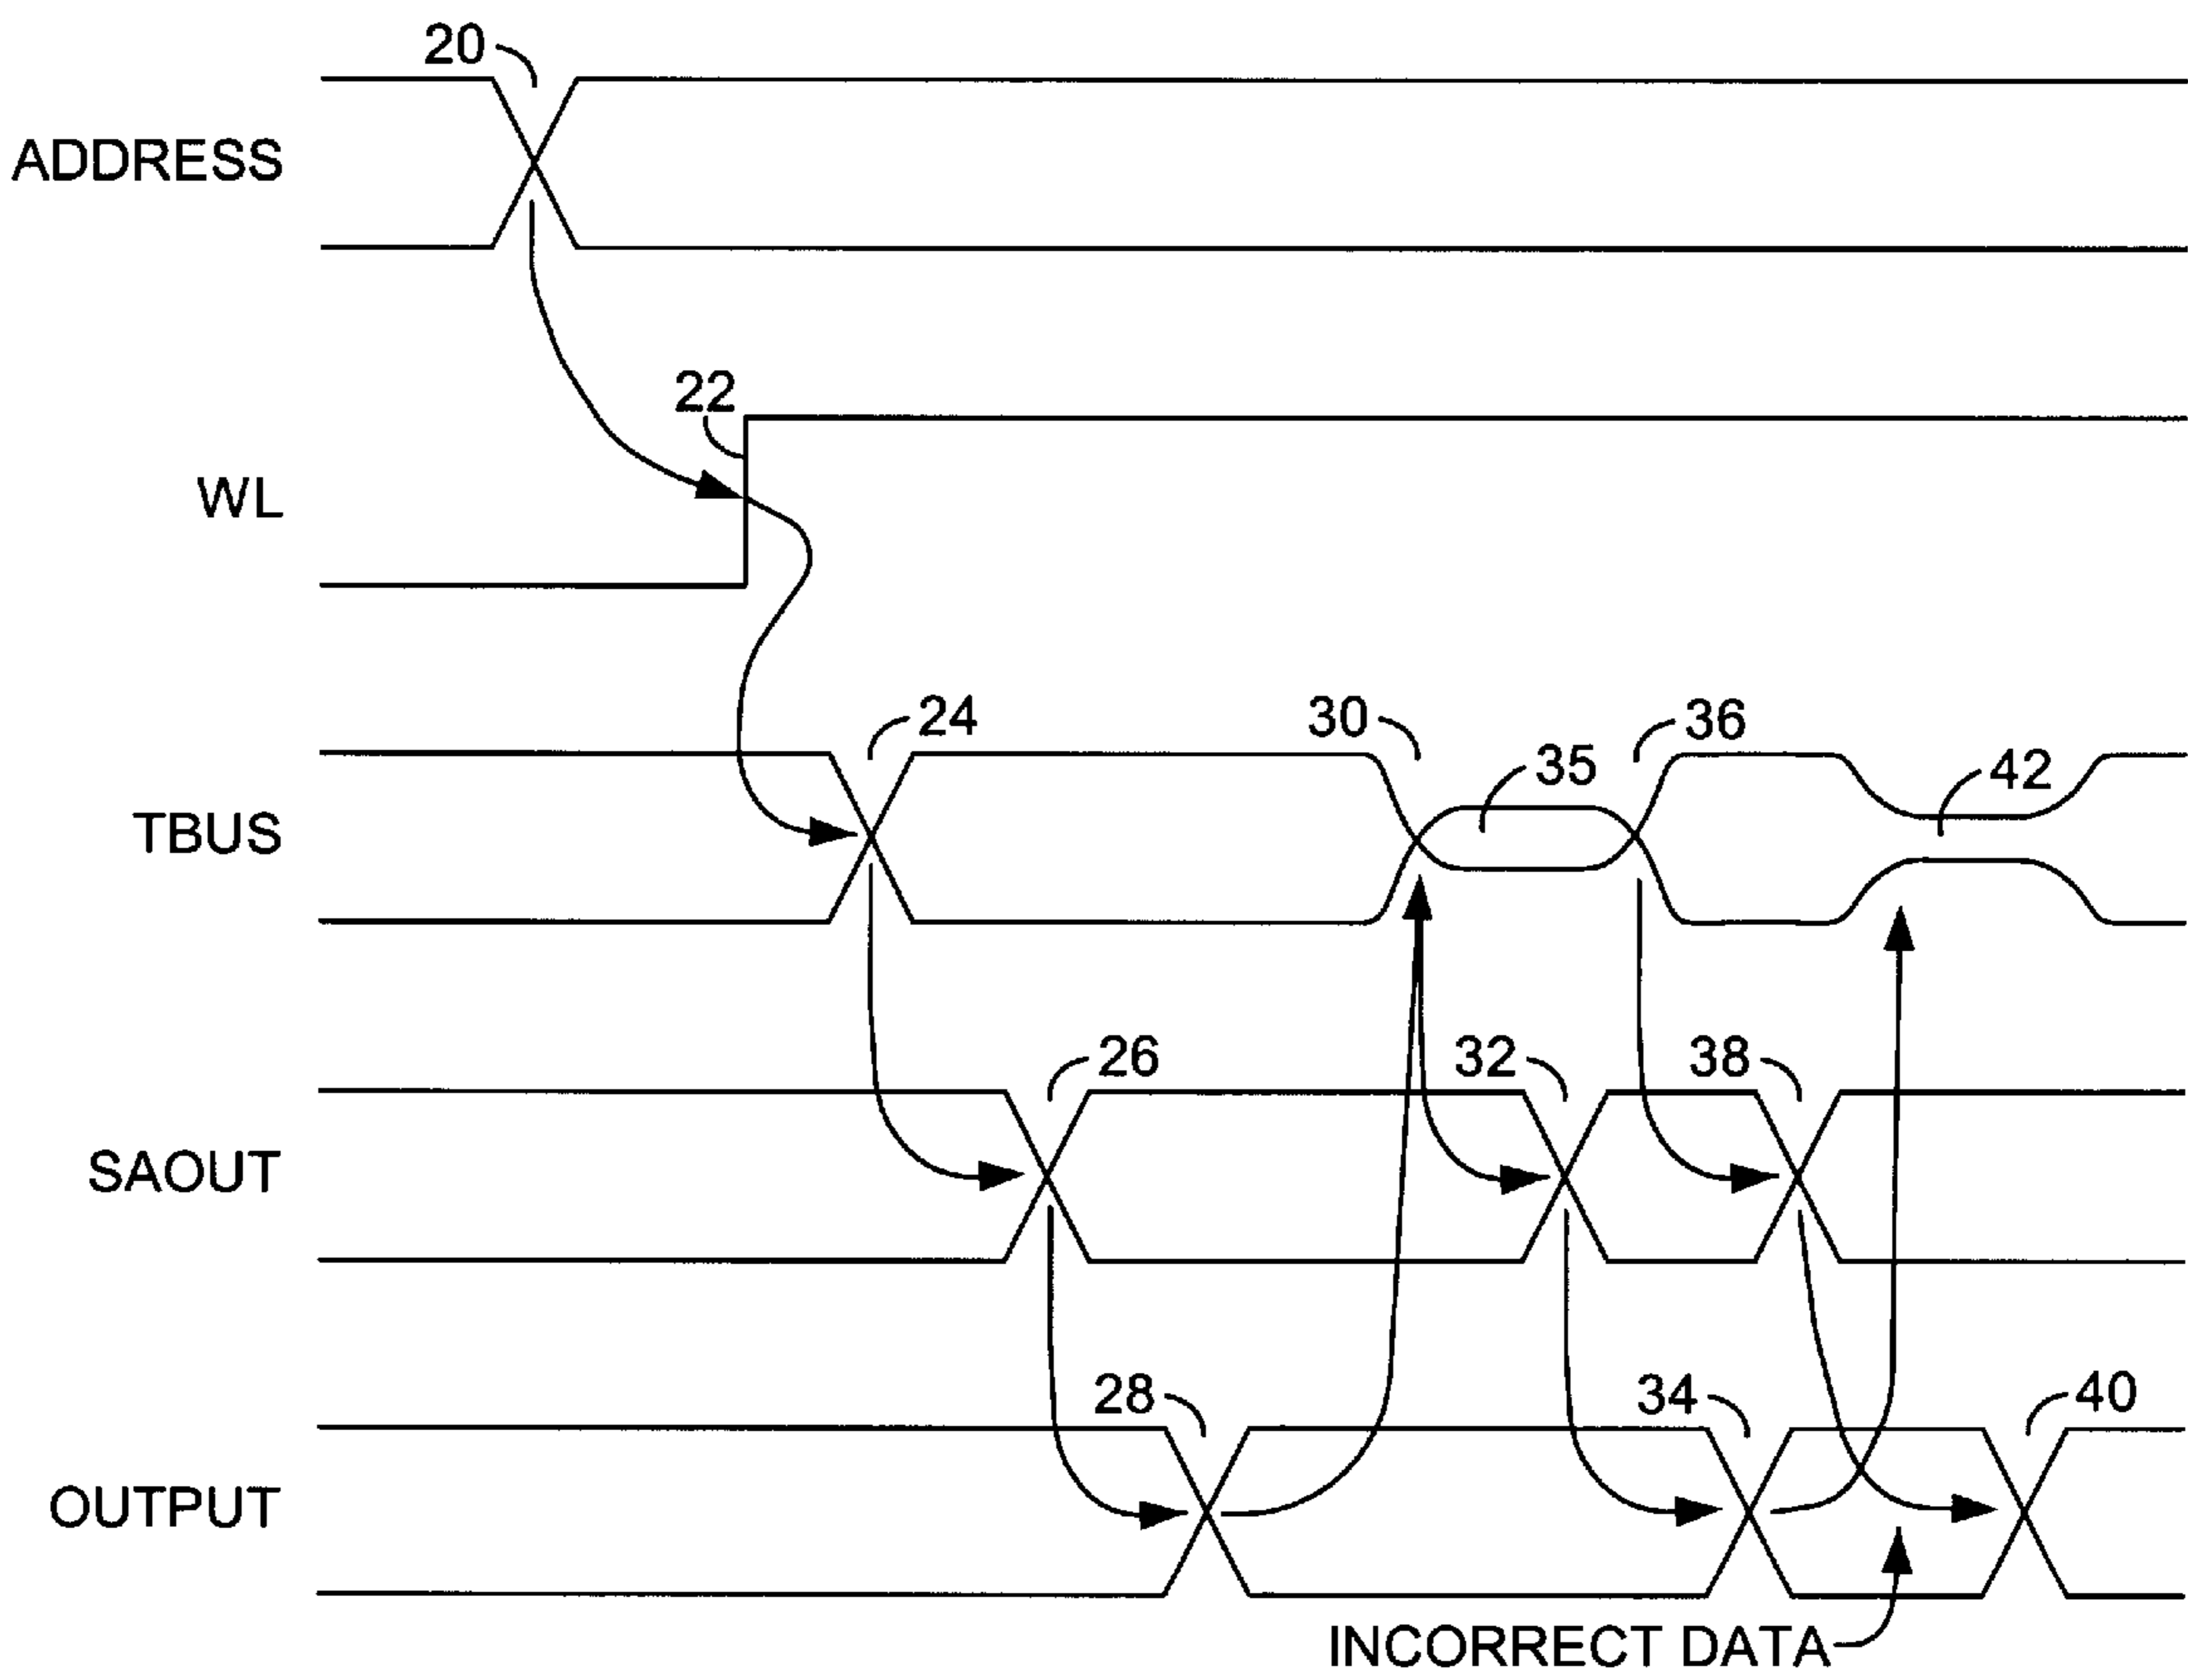 20
ADDRESS
22
WL
24
30
36
35
42
TBUS
26
32
38
SAOUT
28
34
40
OUTPUT
INCORRECT DATA